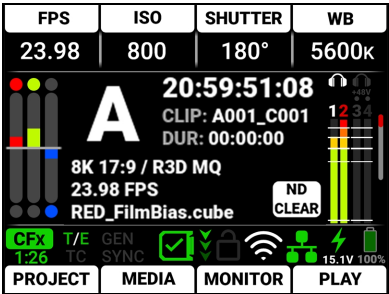 FPS ISO SHUTTER WB
23.98 800 180° 5600K
20:59:51:08
+48V
A
CLIP: A001_C001
1 2 3 4
DUR: 00:00:00
8K 17:9 / R3D MQ
23.98 FPS
ND
CLEAR
RED_FilmBias.cube
CFx T/E GEN
1:26 TC SYNC
15.1V 100%
PROJECT MEDIA MONITOR PLAY